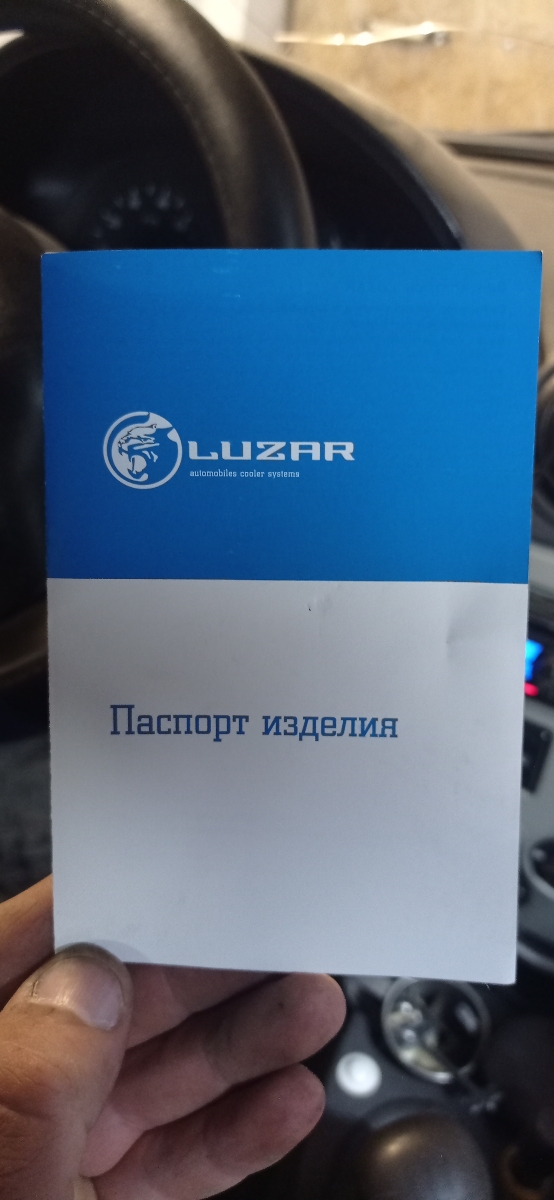 LUZAR
automobiles cooler systems
Паспорт изделия